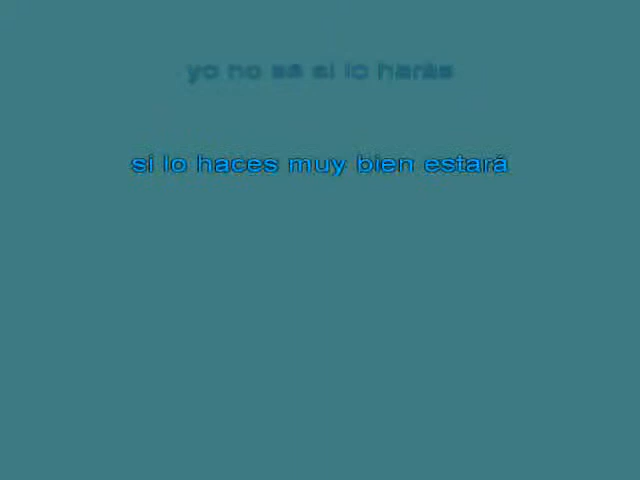 yo no sé si lo harás
si lo haces muy bien estará